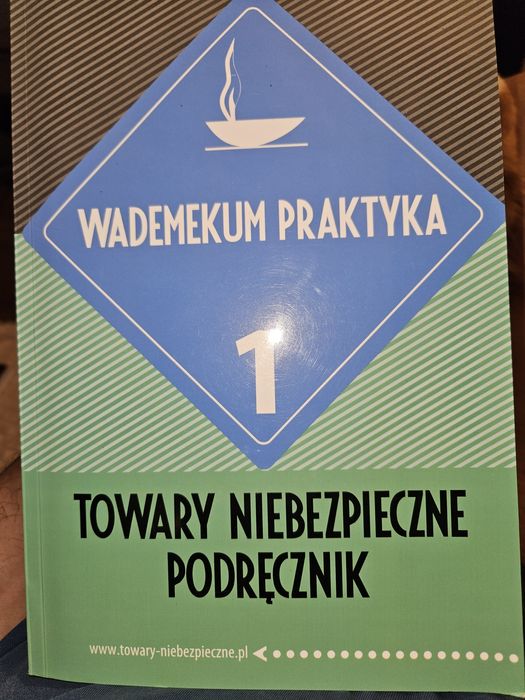 WADEMEKUM PRAKTYKA
1
TOWARY NIEBEZPIECZNE
PODRĘCZNIK
www.towary-niebezpieczne.pl